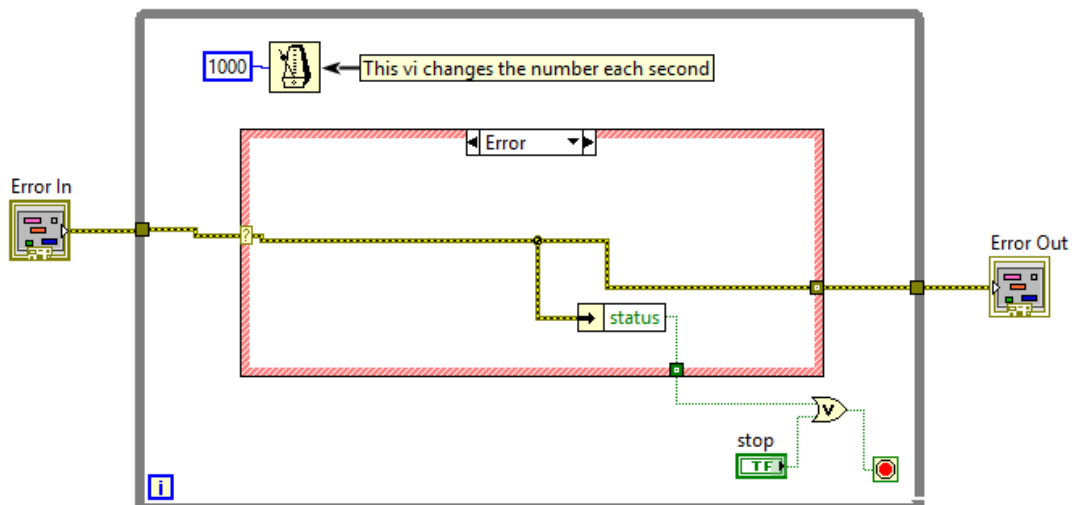 1000
This vi changes the number each second
Error
Error In
?
Error Out
status
V
stop
TF
i